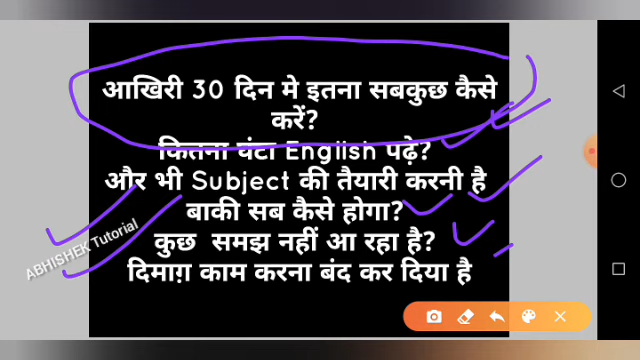 आखिरी 30 दिन मे इतना सबकुछ कैसे
करें?
कितना घंटा English पढ़े?
और भी Subject की तैयारी करनी है
बाकी सब कैसे होगा?
कुछ समझ नहीं आ रहा है?
दिमाग़ काम करना बंद कर दिया है
ABHISHEK Tutorial